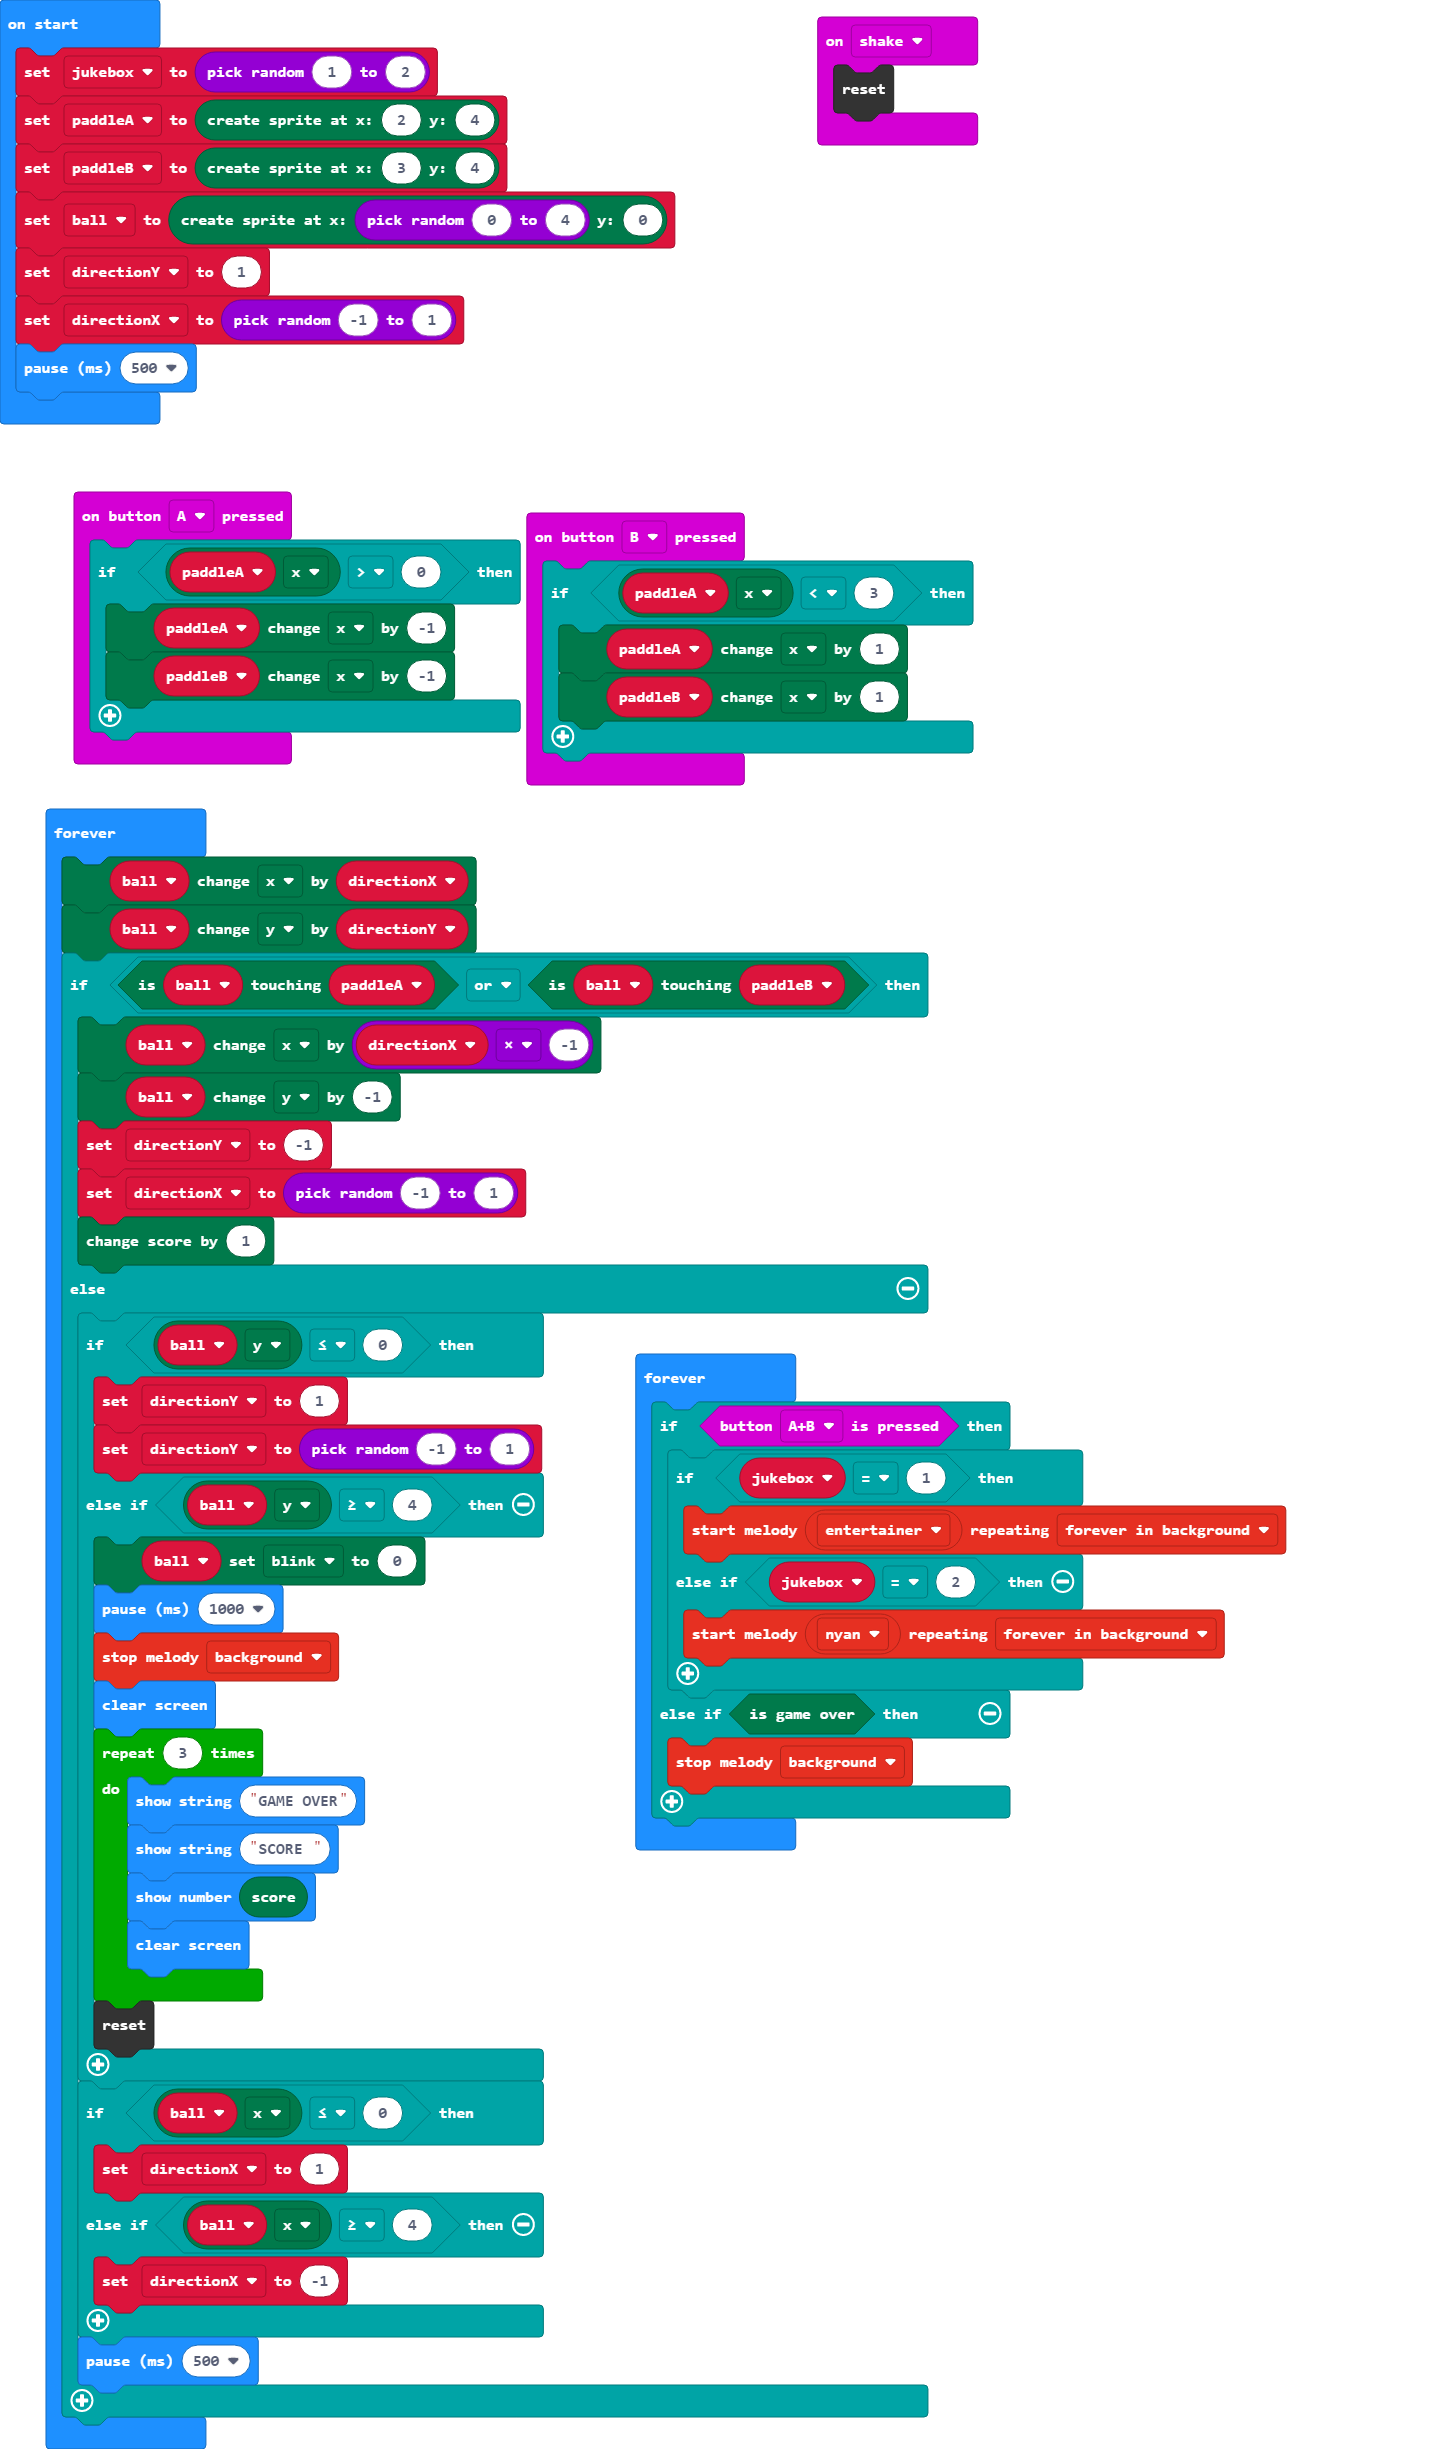 on start
set jukebox to pick random 1 to 2
set paddleA to create sprite at x: 2 y: 4
set paddleB to create sprite at x: 3 y: 4
set ball to create sprite at x: pick random 0 to 4 y: 0
set directionY to 1
set directionX to pick random -1 to 1
pause (ms) 500
on shake
reset
on button A pressed
if paddleA x > 0 then
paddleA change x by -1
paddleB change x by -1
on button B pressed
if paddleA x < 3 then
paddleA change x by 1
paddleB change x by 1
forever
ball change x by directionX
ball change y by directionY
if is ball touching paddleA or is ball touching paddleB then
ball change x by directionX × -1
ball change y by -1
set directionY to -1
set directionX to pick random -1 to 1
change score by 1
else
if ball y ≤ 0 then
set directionY to 1
set directionY to pick random -1 to 1
else if ball y ≥ 4 then
ball set blink to 0
pause (ms) 1000
stop melody background
clear screen
repeat 3 times
do
show string "GAME OVER"
show string "SCORE "
show number score
clear screen
reset
if ball x ≤ 0 then
set directionX to 1
else if ball x ≥ 4 then
set directionX to -1
pause (ms) 500
forever
if button A+B is pressed then
if jukebox = 1 then
start melody entertainer repeating forever in background
else if jukebox = 2 then
start melody nyan repeating forever in background
else if is game over then
stop melody background